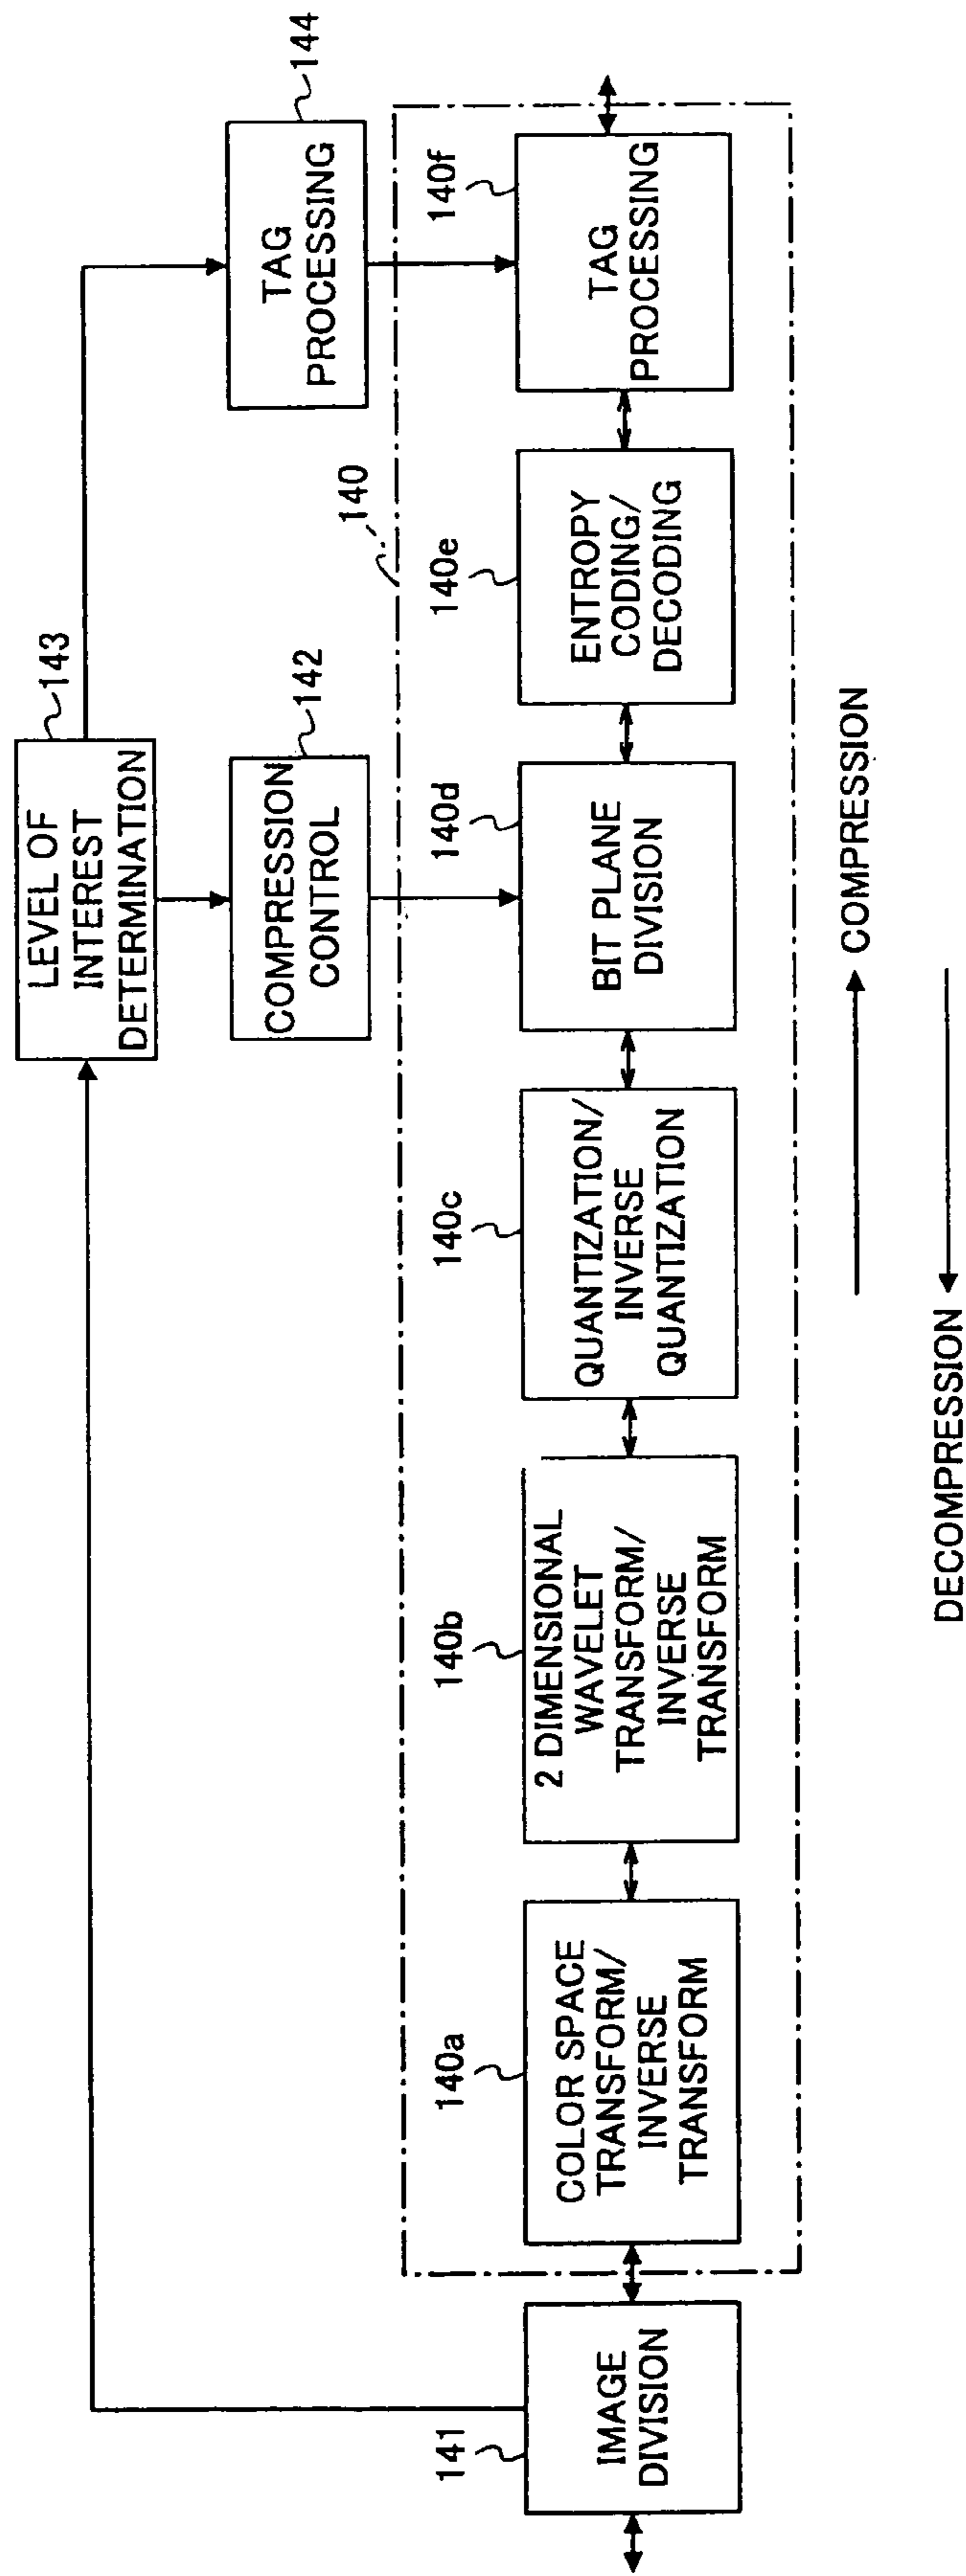 LEVEL OF
INTEREST
DETERMINATION
143
COMPRESSION
CONTROL
142
TAG
PROCESSING
144
140
IMAGE
DIVISION
141
COLOR SPACE
TRANSFORM/
INVERSE
TRANSFORM
140a
2 DIMENSIONAL
WAVELET
TRANSFORM/
INVERSE
TRANSFORM
140b
QUANTIZATION/
INVERSE
QUANTIZATION
140c
BIT PLANE
DIVISION
140d
ENTROPY
CODING/
DECODING
140e
TAG
PROCESSING
140f
COMPRESSION
DECOMPRESSION